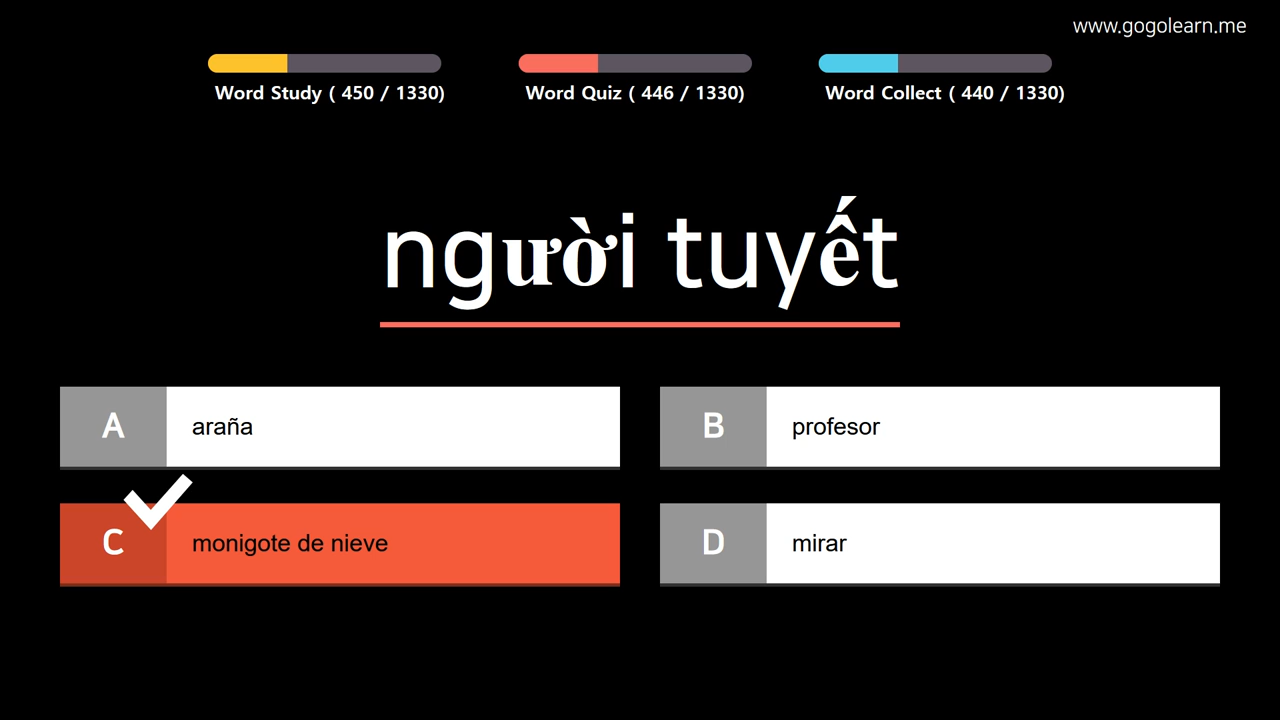 www.gogolearn.me
Word Study ( 450 / 1330)
Word Quiz ( 446 / 1330)
Word Collect ( 440 / 1330)
người tuyết
A araña
B profesor
C monigote de nieve
D mirar